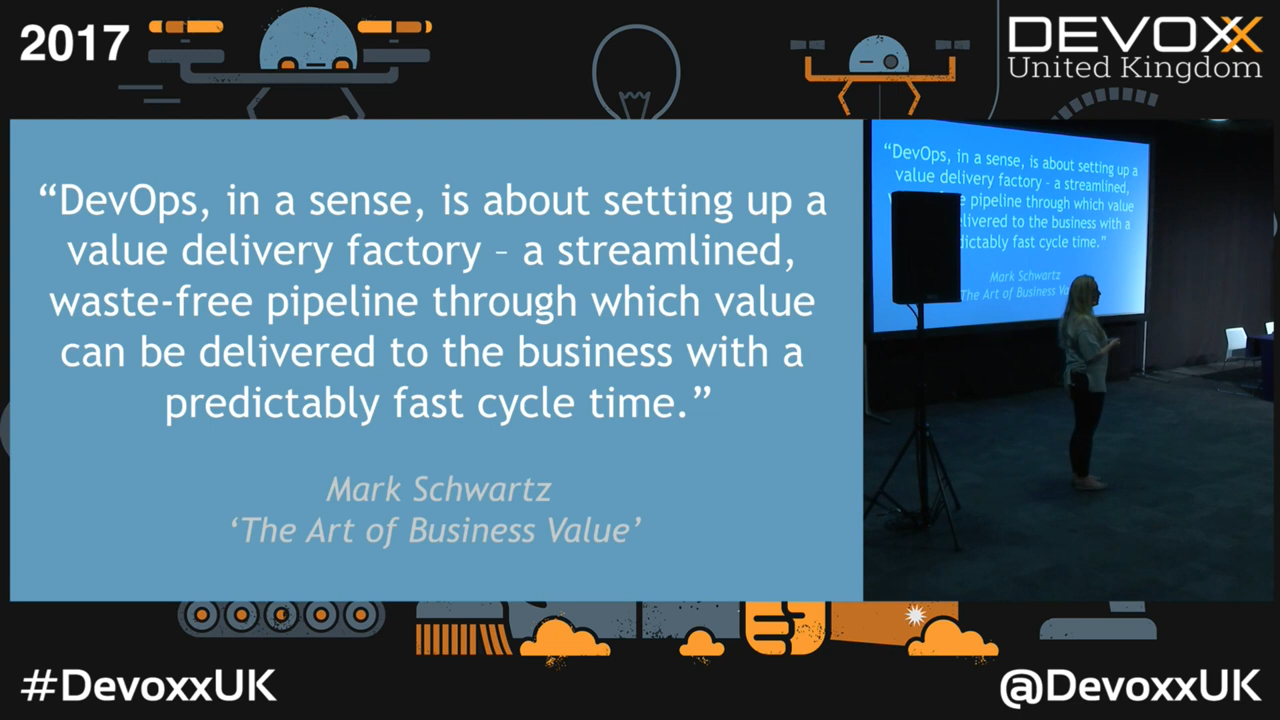 2017
DEVOXX
United Kingdom
“DevOps, in a sense, is about setting up a
value delivery factory – a streamlined,
waste-free pipeline through which value
can be delivered to the business with a
predictably fast cycle time.”
Mark Schwartz
‘The Art of Business Value’
“DevOps, in a sense, is about setting up a
value delivery factory – a streamlined,
pipeline through which value
livered to the business with a
dictably fast cycle time.”
Mark Schwartz
The Art of Business Va
#DevoxxUK
@DevoxxUK